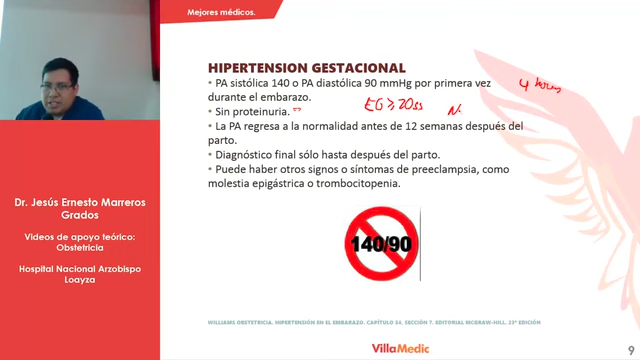 Mejores médicos.
HIPERTENSION GESTACIONAL
• PA sistólica 140 o PA diastólica 90 mmHg por primera vez
durante el embarazo.
4 horas
• Sin proteinuria.
EG ≥ 20ss
N
• La PA regresa a la normalidad antes de 12 semanas después del
parto.
• Diagnóstico final sólo hasta después del parto.
• Puede haber otros signos o síntomas de preeclampsia, como
molestia epigástrica o trombocitopenia.
140/90
Dr. Jesús Ernesto Marreros
Grados
Videos de apoyo teórico:
Obstetricia
Hospital Nacional Arzobispo
Loayza
WILLIAMS OBSTETRICIA. HIPERTENSIÓN EN EL EMBARAZO. CAPÍTULO 34. SECCIÓN 7. EDITORIAL MCGRAW-HILL. 23ª EDICIÓN
VillaMedic
9